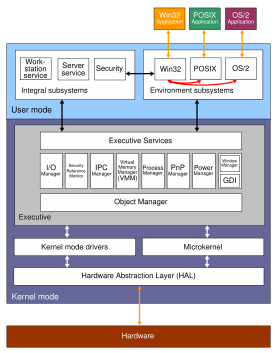 Win32
Application
POSIX
Application
OS/2
Application
Work-
station
service
Server
service
Security
Win32
POSIX
OS/2
Integral subsystems
Environment subsystems
User mode
Executive Services
I/O
Manager
Security
Reference
Monitor
IPC
Manager
Virtual
Memory
Manager
(VMM)
Process
Manager
PnP
Manager
Power
Manager
Window
Manager
GDI
Object Manager
Executive
Kernel mode drivers
Microkernel
Hardware Abstraction Layer (HAL)
Kernel mode
Hardware